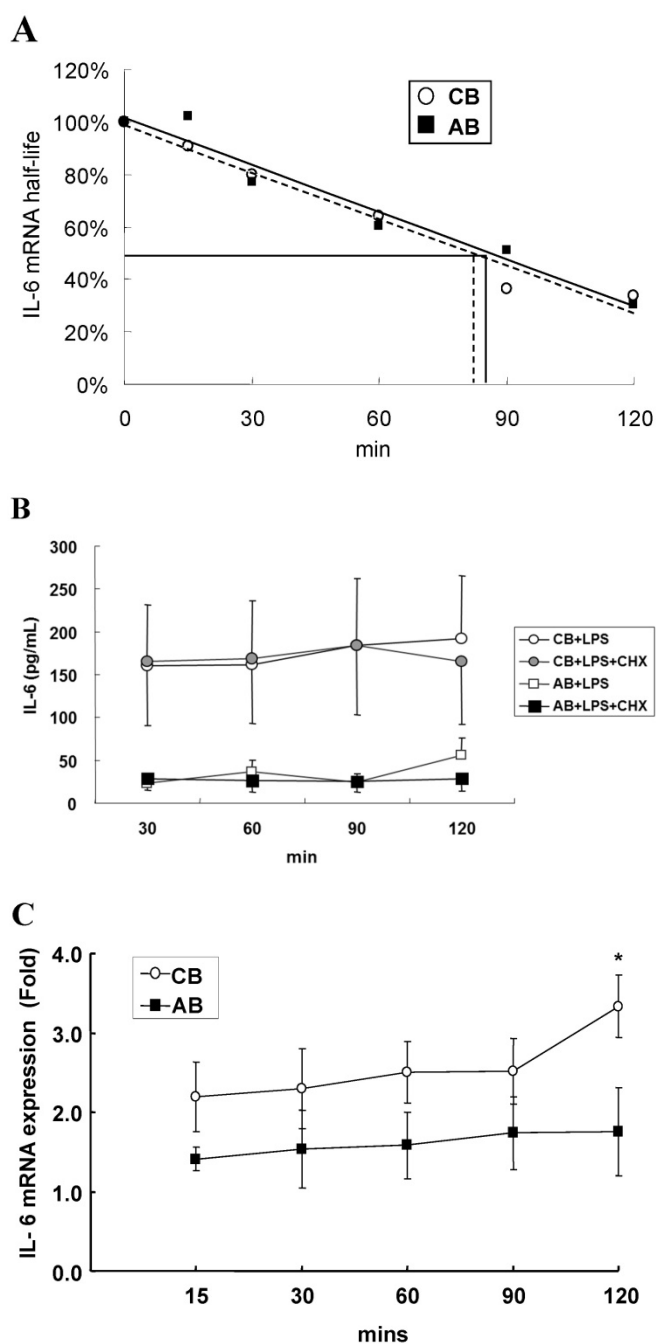 A
120%
100%
80%
60%
40%
20%
0%
IL-6 mRNA half-life
CB
AB
0 30 60 90 120
min
B
300
250
200
150
100
50
0
IL-6 (pg/mL)
CB+LPS
CB+LPS+CHX
AB+LPS
AB+LPS+CHX
30 60 90 120
min
C
4.0
3.0
2.0
1.0
0.0
IL- 6 mRNA expression (Fold)
CB
AB
*
15 30 60 90 120
mins